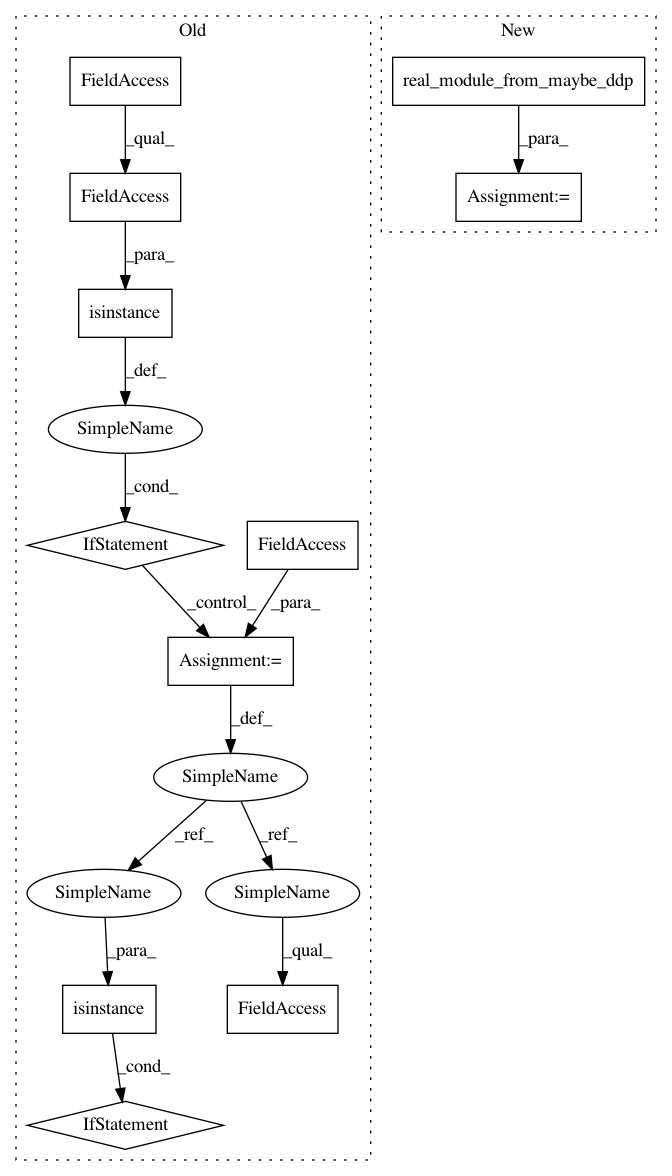 Old
New
FieldAccess
real_module_from_maybe_ddp
_qual_
_para_
FieldAccess
Assignment:=
_para_
isinstance
_def_
SimpleName
_cond_
IfStatement
FieldAccess
_control_
_para_
Assignment:=
_def_
SimpleName
_ref_
_ref_
SimpleName
SimpleName
_para_
_qual_
isinstance
FieldAccess
_cond_
IfStatement